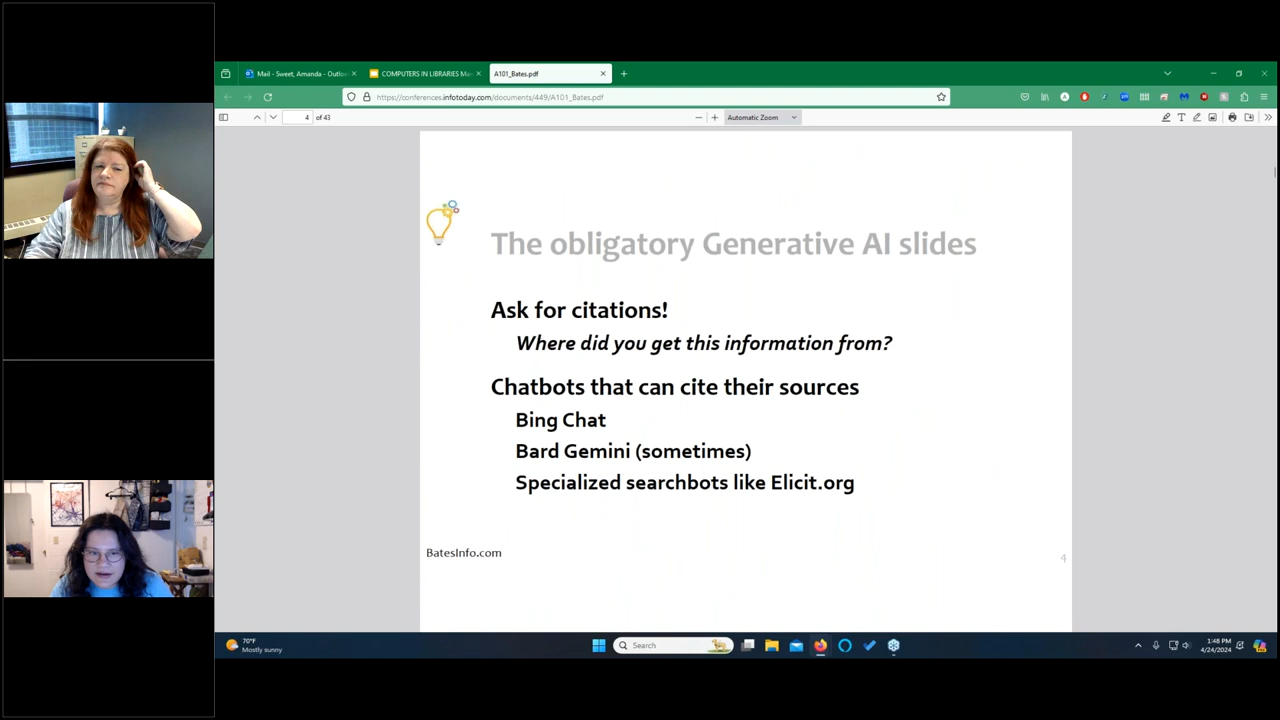 Mail - Sweet, Amanda - Outlo
COMPUTERS IN LIBRARIES Ma
A101_Bates.pdf
https://conferences.infotoday.com/documents/449/A101_Bates.pdf
4 of 43
Automatic Zoom
The obligatory Generative AI slides
Ask for citations!
Where did you get this information from?
Chatbots that can cite their sources
Bing Chat
Bard Gemini (sometimes)
Specialized searchbots like Elicit.org
BatesInfo.com
4
70°F
Mostly sunny
Search
1:48 PM
4/24/2024